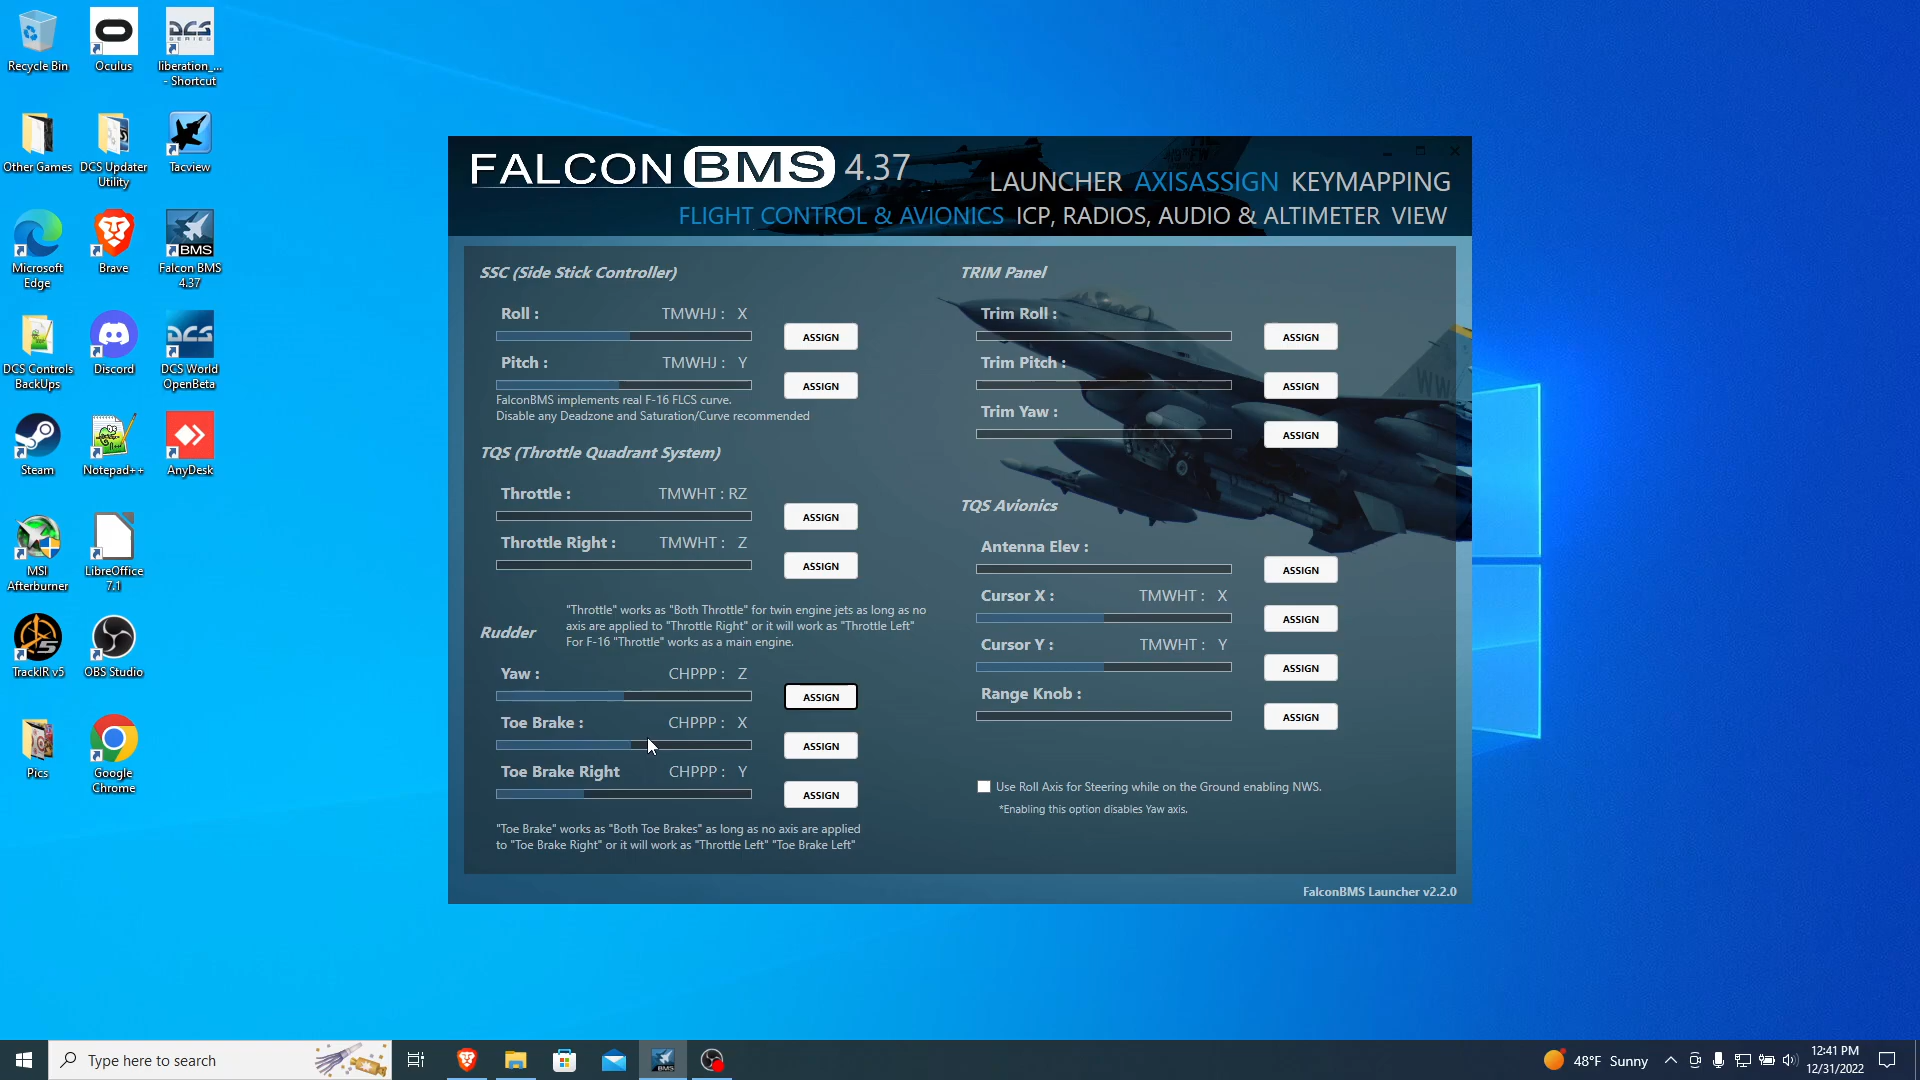 Recycle Bin
Oculus
liberation_...
- Shortcut
Other Games
DCS Updater
Utility
Tacview
Microsoft
Edge
Brave
Falcon BMS
4.37
DCS Controls
BackUps
Discord
DCS World
OpenBeta
Steam
Notepad++
AnyDesk
MSI
Afterburner
LibreOffice
7.1
TrackIR v5
OBS Studio
Pics
Google
Chrome
FALCON BMS 4.37
LAUNCHER AXISASSIGN KEYMAPPING
FLIGHT CONTROL & AVIONICS ICP, RADIOS, AUDIO & ALTIMETER VIEW
SSC (Side Stick Controller)
Roll : TMWHJ : X
ASSIGN
Pitch : TMWHJ : Y
ASSIGN
FalconBMS implements real F-16 FLCS curve.
Disable any Deadzone and Saturation/Curve recommended
TQS (Throttle Quadrant System)
Throttle : TMWHT : RZ
ASSIGN
Throttle Right : TMWHT : Z
ASSIGN
"Throttle" works as "Both Throttle" for twin engine jets as long as no
axis are applied to "Throttle Right" or it will work as "Throttle Left"
For F-16 "Throttle" works as a main engine.
Rudder
Yaw : CHPPP : Z
ASSIGN
Toe Brake : CHPPP : X
ASSIGN
Toe Brake Right CHPPP : Y
ASSIGN
"Toe Brake" works as "Both Toe Brakes" as long as no axis are applied
to "Toe Brake Right" or it will work as "Throttle Left" "Toe Brake Left"
TRIM Panel
Trim Roll :
ASSIGN
Trim Pitch :
ASSIGN
Trim Yaw :
ASSIGN
TQS Avionics
Antenna Elev :
ASSIGN
Cursor X : TMWHT : X
ASSIGN
Cursor Y : TMWHT : Y
ASSIGN
Range Knob :
ASSIGN
Use Roll Axis for Steering while on the Ground enabling NWS.
*Enabling this option disables Yaw axis.
FalconBMS Launcher v2.2.0
Type here to search
48°F Sunny
12:41 PM
12/31/2022